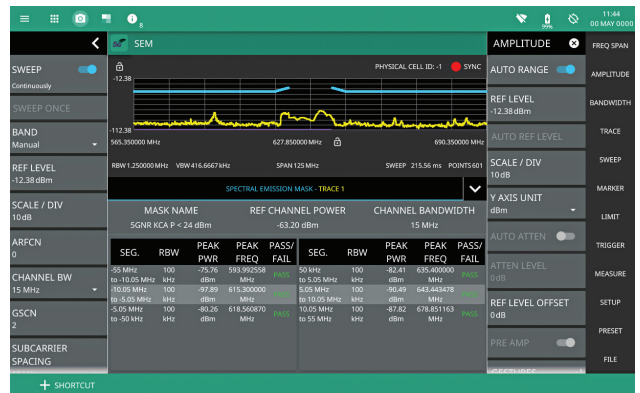 8
99%
11:44
00 MAY 0000
SWEEP
Continuously
SWEEP ONCE
BAND
Manual
REF LEVEL
-12.38 dBm
SCALE / DIV
10 dB
ARFCN
0
CHANNEL BW
15 MHz
GSCN
2
SUBCARRIER
SPACING
SEM
PHYSICAL CELL ID: -1 SYNC
-12.38
-112.38
565.350000 MHz 627.850000 MHz 690.350000 MHz
RBW 1.250000 MHz VBW 416.6667 kHz SPAN 125 MHz SWEEP 215.56 ms POINTS 601
SPECTRAL EMISSION MASK - TRACE 1
MASK NAME REF CHANNEL POWER CHANNEL BANDWIDTH
5GNR KCA P < 24 dBm -63.20 15 MHz
SEG. RBW PEAK PWR PEAK FREQ PASS/FAIL SEG. RBW PEAK PWR PEAK FREQ PASS/FAIL
-55 MHz to -10.05 MHz 100 kHz -75.76 dBm 593.992558 MHz PASS 50 kHz to 5.05 MHz 100 kHz -82.41 dBm 635.400000 MHz PASS
-10.05 MHz to -5.05 MHz 100 kHz -97.89 dBm 615.300000 MHz PASS 5.05 MHz to 10.05 MHz 100 kHz -90.49 dBm 643.443478 MHz PASS
-5.05 MHz to -50 kHz 100 kHz -80.26 dBm 618.560870 MHz PASS 10.05 MHz to 55 MHz 100 kHz -87.82 dBm 678.851163 MHz PASS
AMPLITUDE
AUTO RANGE
REF LEVEL
-12.38 dBm
AUTO REF LEVEL
SCALE / DIV
10 dB
Y AXIS UNIT
dBm
AUTO ATTEN
ATTEN LEVEL
0 dB
REF LEVEL OFFSET
0 dB
PRE AMP
FREQ SPAN
AMPLITUDE
BANDWIDTH
TRACE
SWEEP
MARKER
LIMIT
TRIGGER
MEASURE
SETUP
PRESET
FILE
+ SHORTCUT